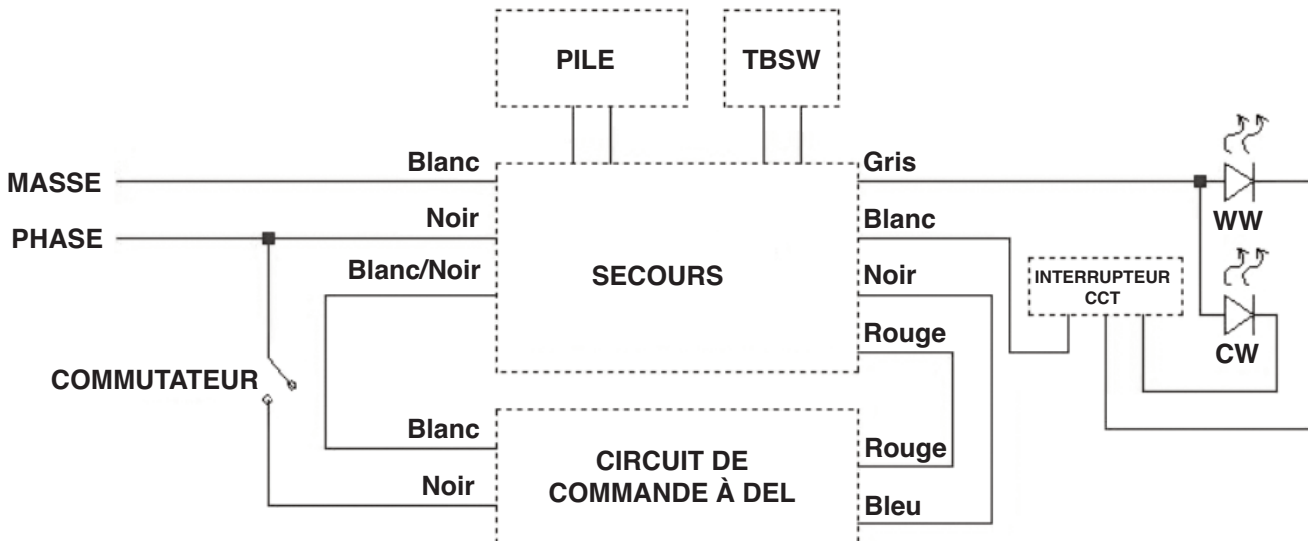 PILE
TBSW
MASSE
Blanc
Gris
PHASE
Noir
Blanc
WW
Blanc/Noir
SECOURS
Noir
INTERRUPTEUR
CCT
Rouge
CW
COMMUTATEUR
Blanc
CIRCUIT DE
COMMANDE À DEL
Rouge
Noir
Bleu